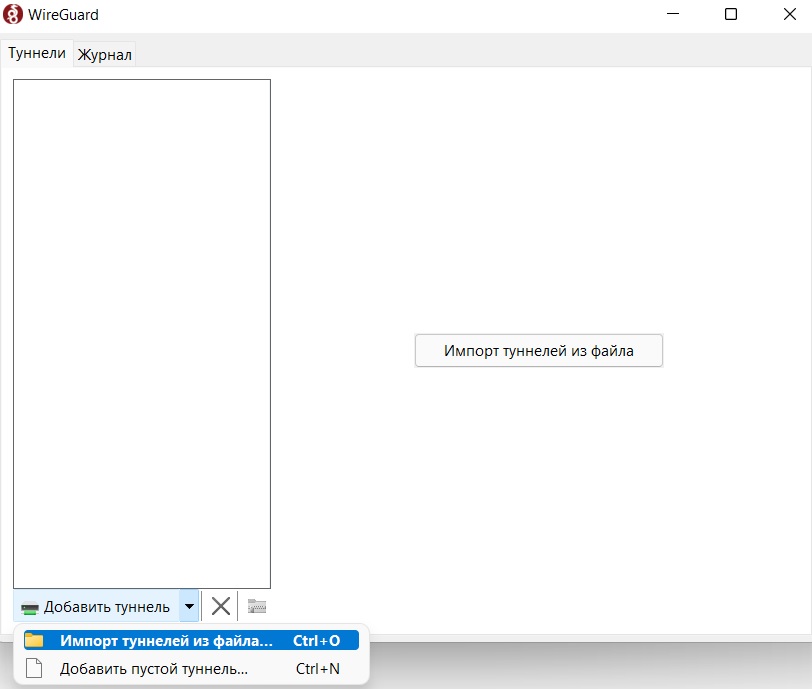 WireGuard
Туннели Журнал
Импорт туннелей из файла
Добавить туннель
Импорт туннелей из файла... Ctrl+O
Добавить пустой туннель... Ctrl+N